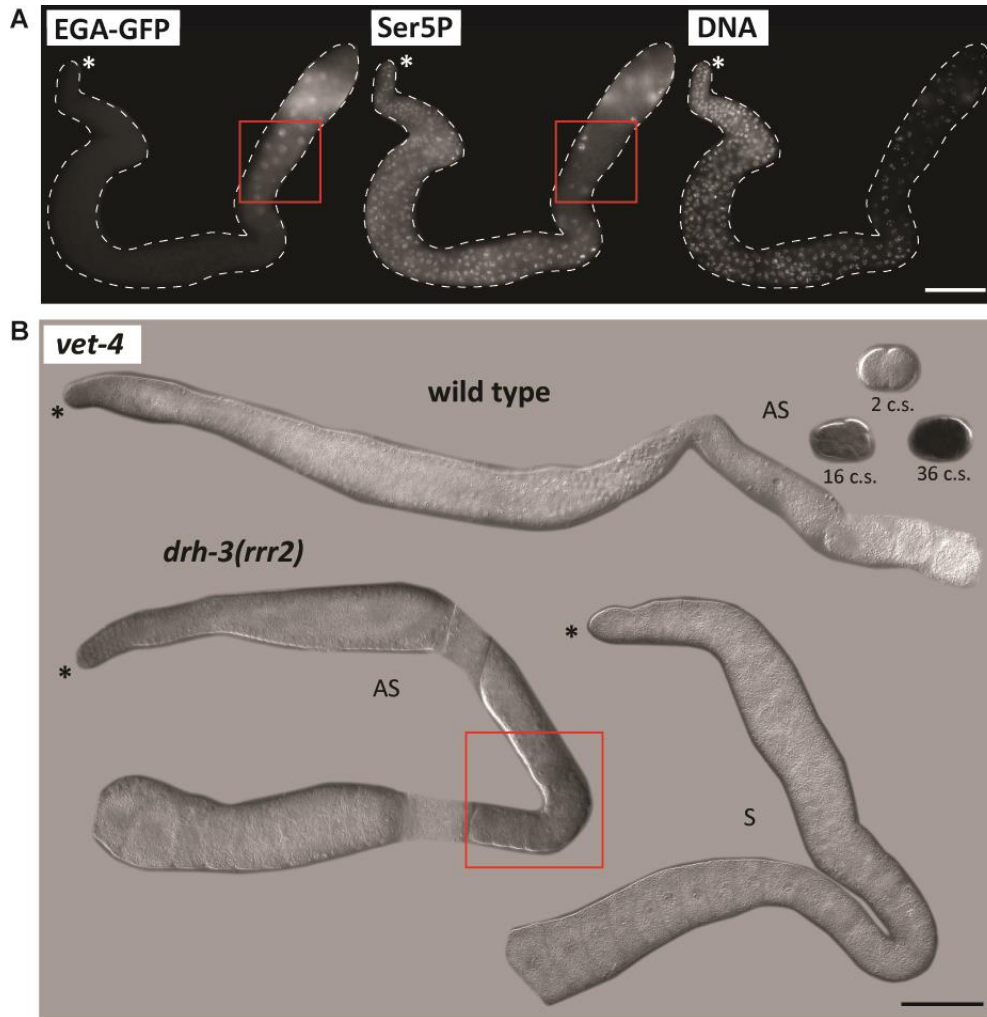 A
EGA-GFP
Ser5P
DNA
*
*
*
B
vet-4
wild type
*
AS
2 c.s.
16 c.s.
36 c.s.
drh-3(rrr2)
*
AS
*
S